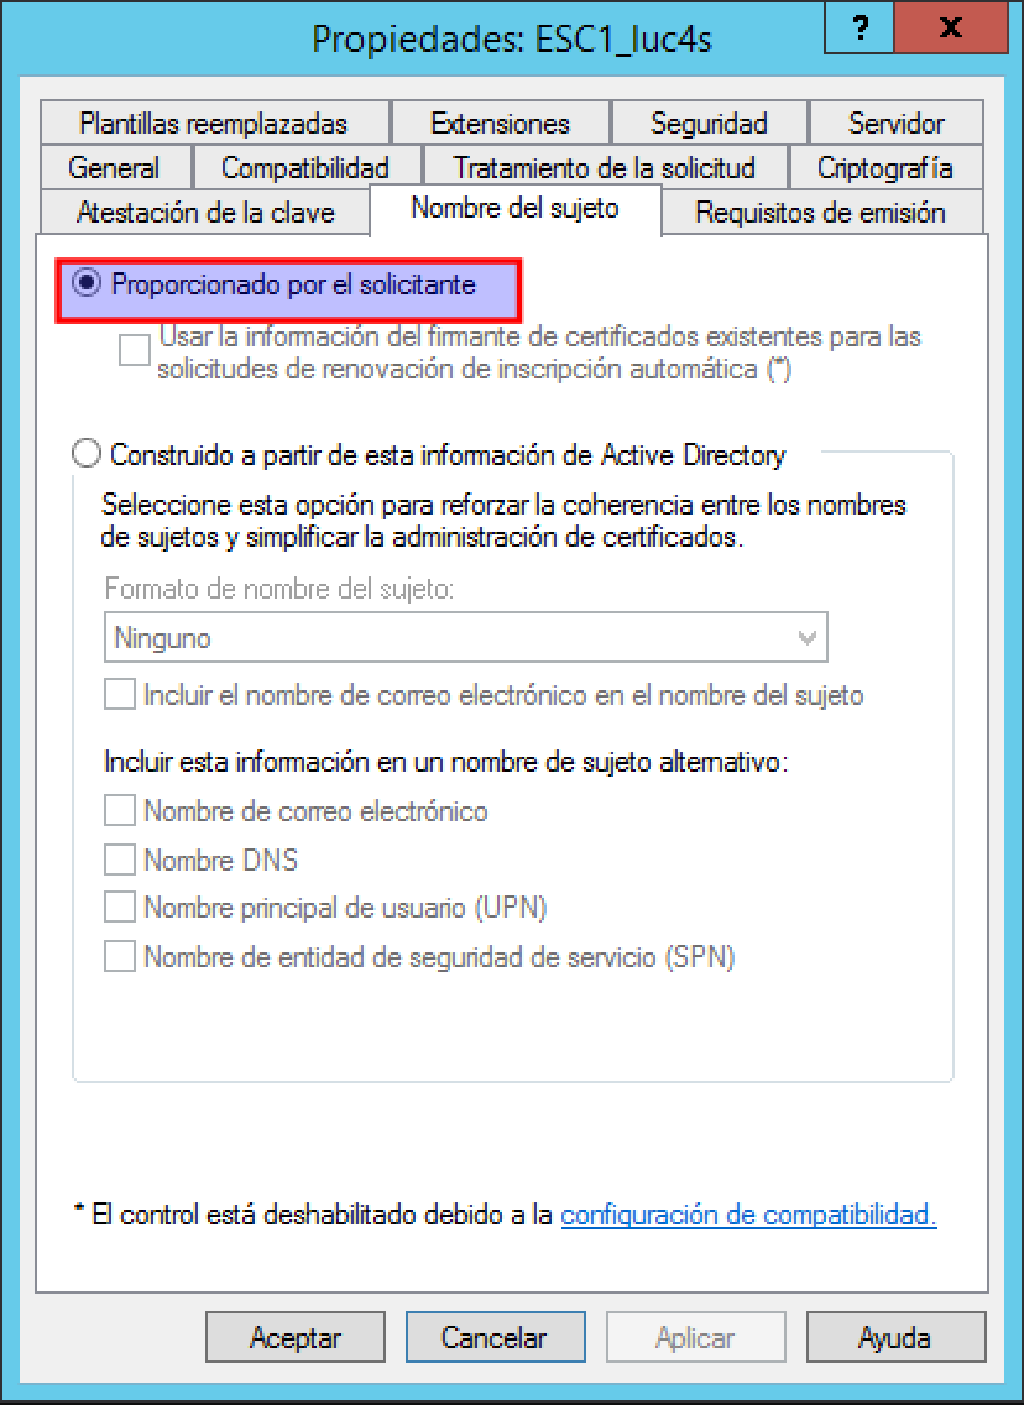 Propiedades: ESC1_luc4s
?
x
Plantillas reemplazadas
Extensiones
Seguridad
Servidor
General
Compatibilidad
Tratamiento de la solicitud
Criptografía
Atestación de la clave
Nombre del sujeto
Requisitos de emisión
Proporcionado por el solicitante
Usar la información del firmante de certificados existentes para las
solicitudes de renovación de inscripción automática (*)
Construido a partir de esta información de Active Directory
Seleccione esta opción para reforzar la coherencia entre los nombres
de sujetos y simplificar la administración de certificados.
Formato de nombre del sujeto:
Ninguno
Incluir el nombre de correo electrónico en el nombre del sujeto
Incluir esta información en un nombre de sujeto alternativo:
Nombre de correo electrónico
Nombre DNS
Nombre principal de usuario (UPN)
Nombre de entidad de seguridad de servicio (SPN)
* El control está deshabilitado debido a la configuración de compatibilidad.
Aceptar
Cancelar
Aplicar
Ayuda